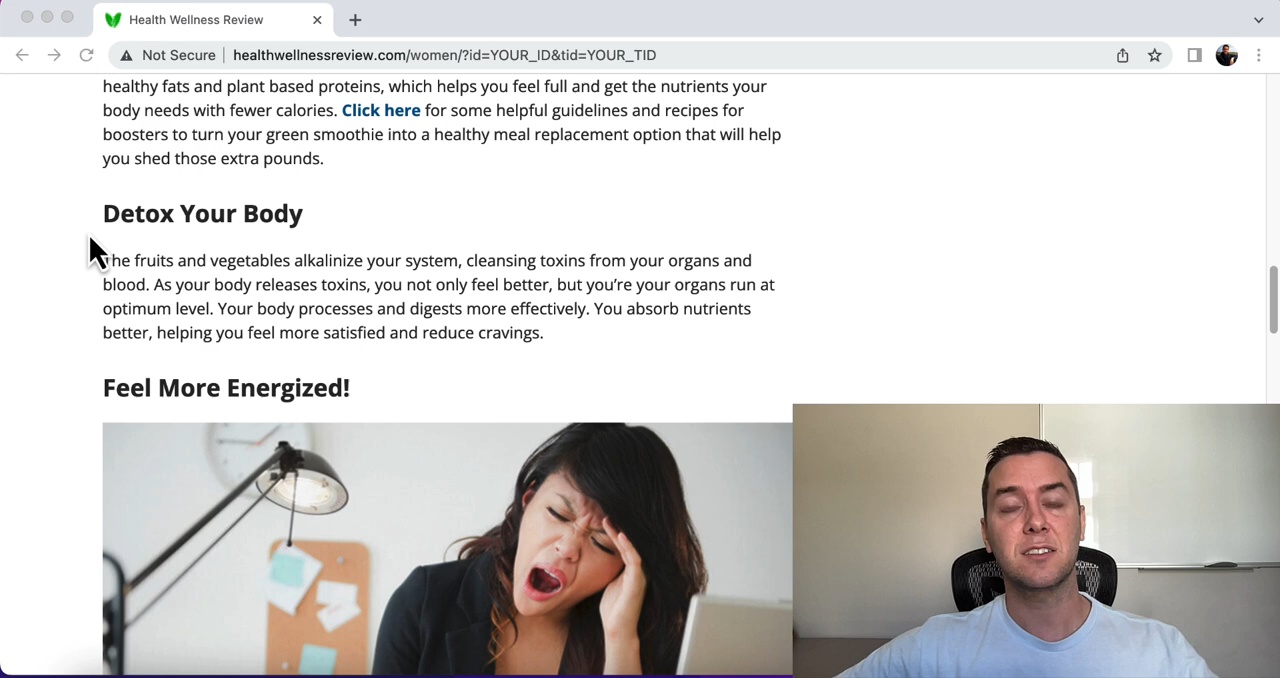 Health Wellness Review
Not Secure healthwellnessreview.com/women/?id=YOUR_ID&tid=YOUR_TID
healthy fats and plant based proteins, which helps you feel full and get the nutrients your
body needs with fewer calories. Click here for some helpful guidelines and recipes for
boosters to turn your green smoothie into a healthy meal replacement option that will help
you shed those extra pounds.
Detox Your Body
The fruits and vegetables alkalinize your system, cleansing toxins from your organs and
blood. As your body releases toxins, you not only feel better, but you’re your organs run at
optimum level. Your body processes and digests more effectively. You absorb nutrients
better, helping you feel more satisfied and reduce cravings.
Feel More Energized!